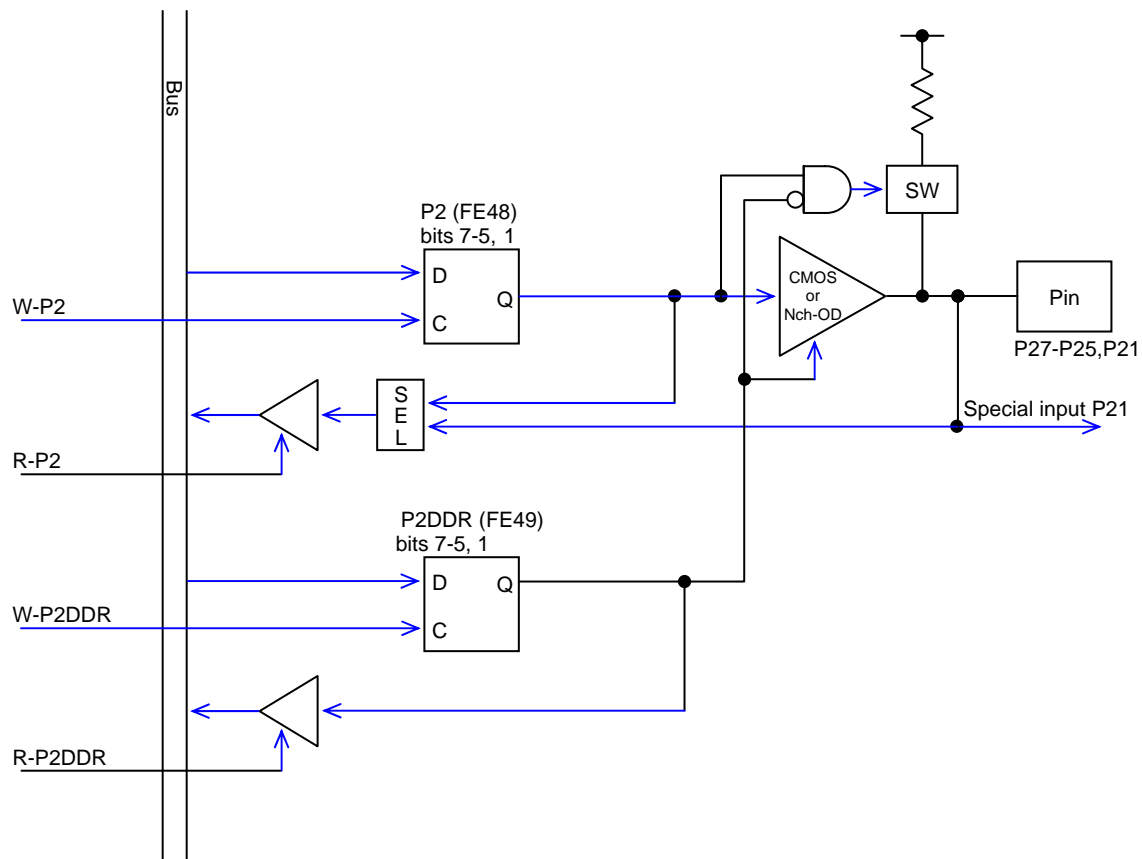 Bus
P2 (FE48)
bits 7-5, 1
D
Q
C
W-P2
SW
CMOS
or
Nch-OD
Pin
P27-P25,P21
S
E
L
Special input P21
R-P2
P2DDR (FE49)
bits 7-5, 1
D
Q
C
W-P2DDR
R-P2DDR